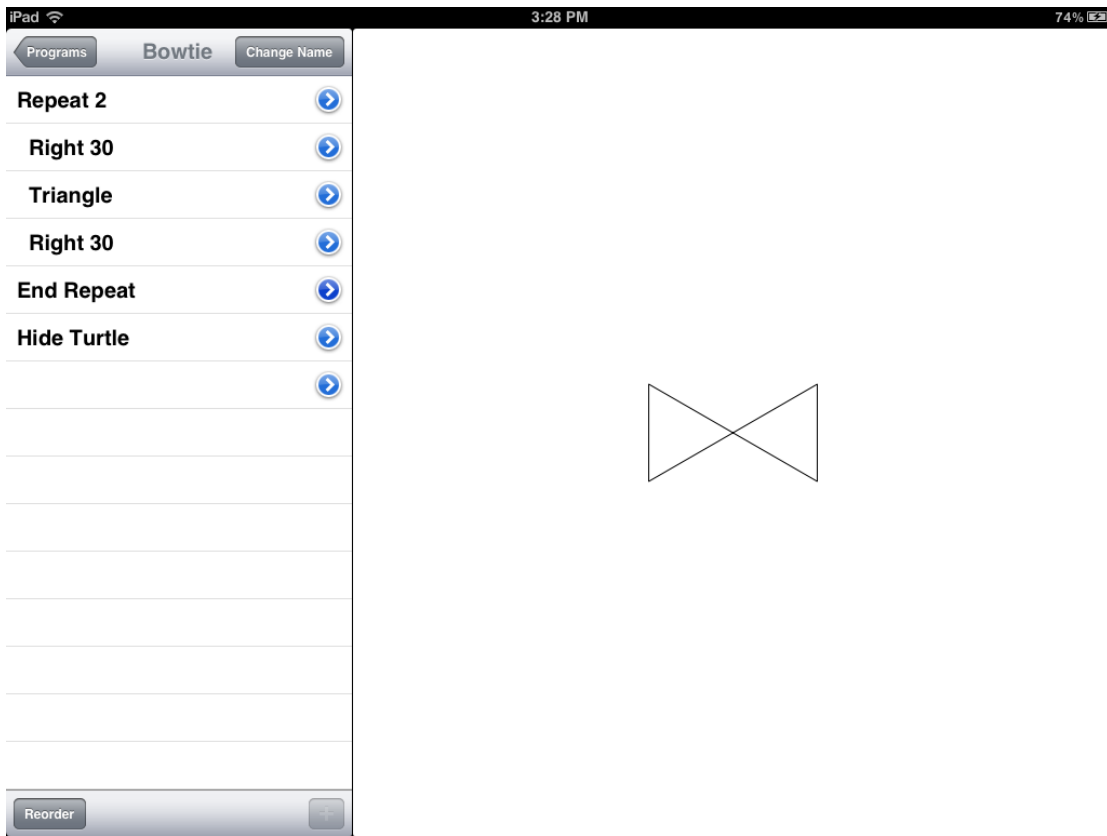 iPad 3:28 PM 74%
Programs Bowtie Change Name
Repeat 2
Right 30
Triangle
Right 30
End Repeat
Hide Turtle
Reorder +